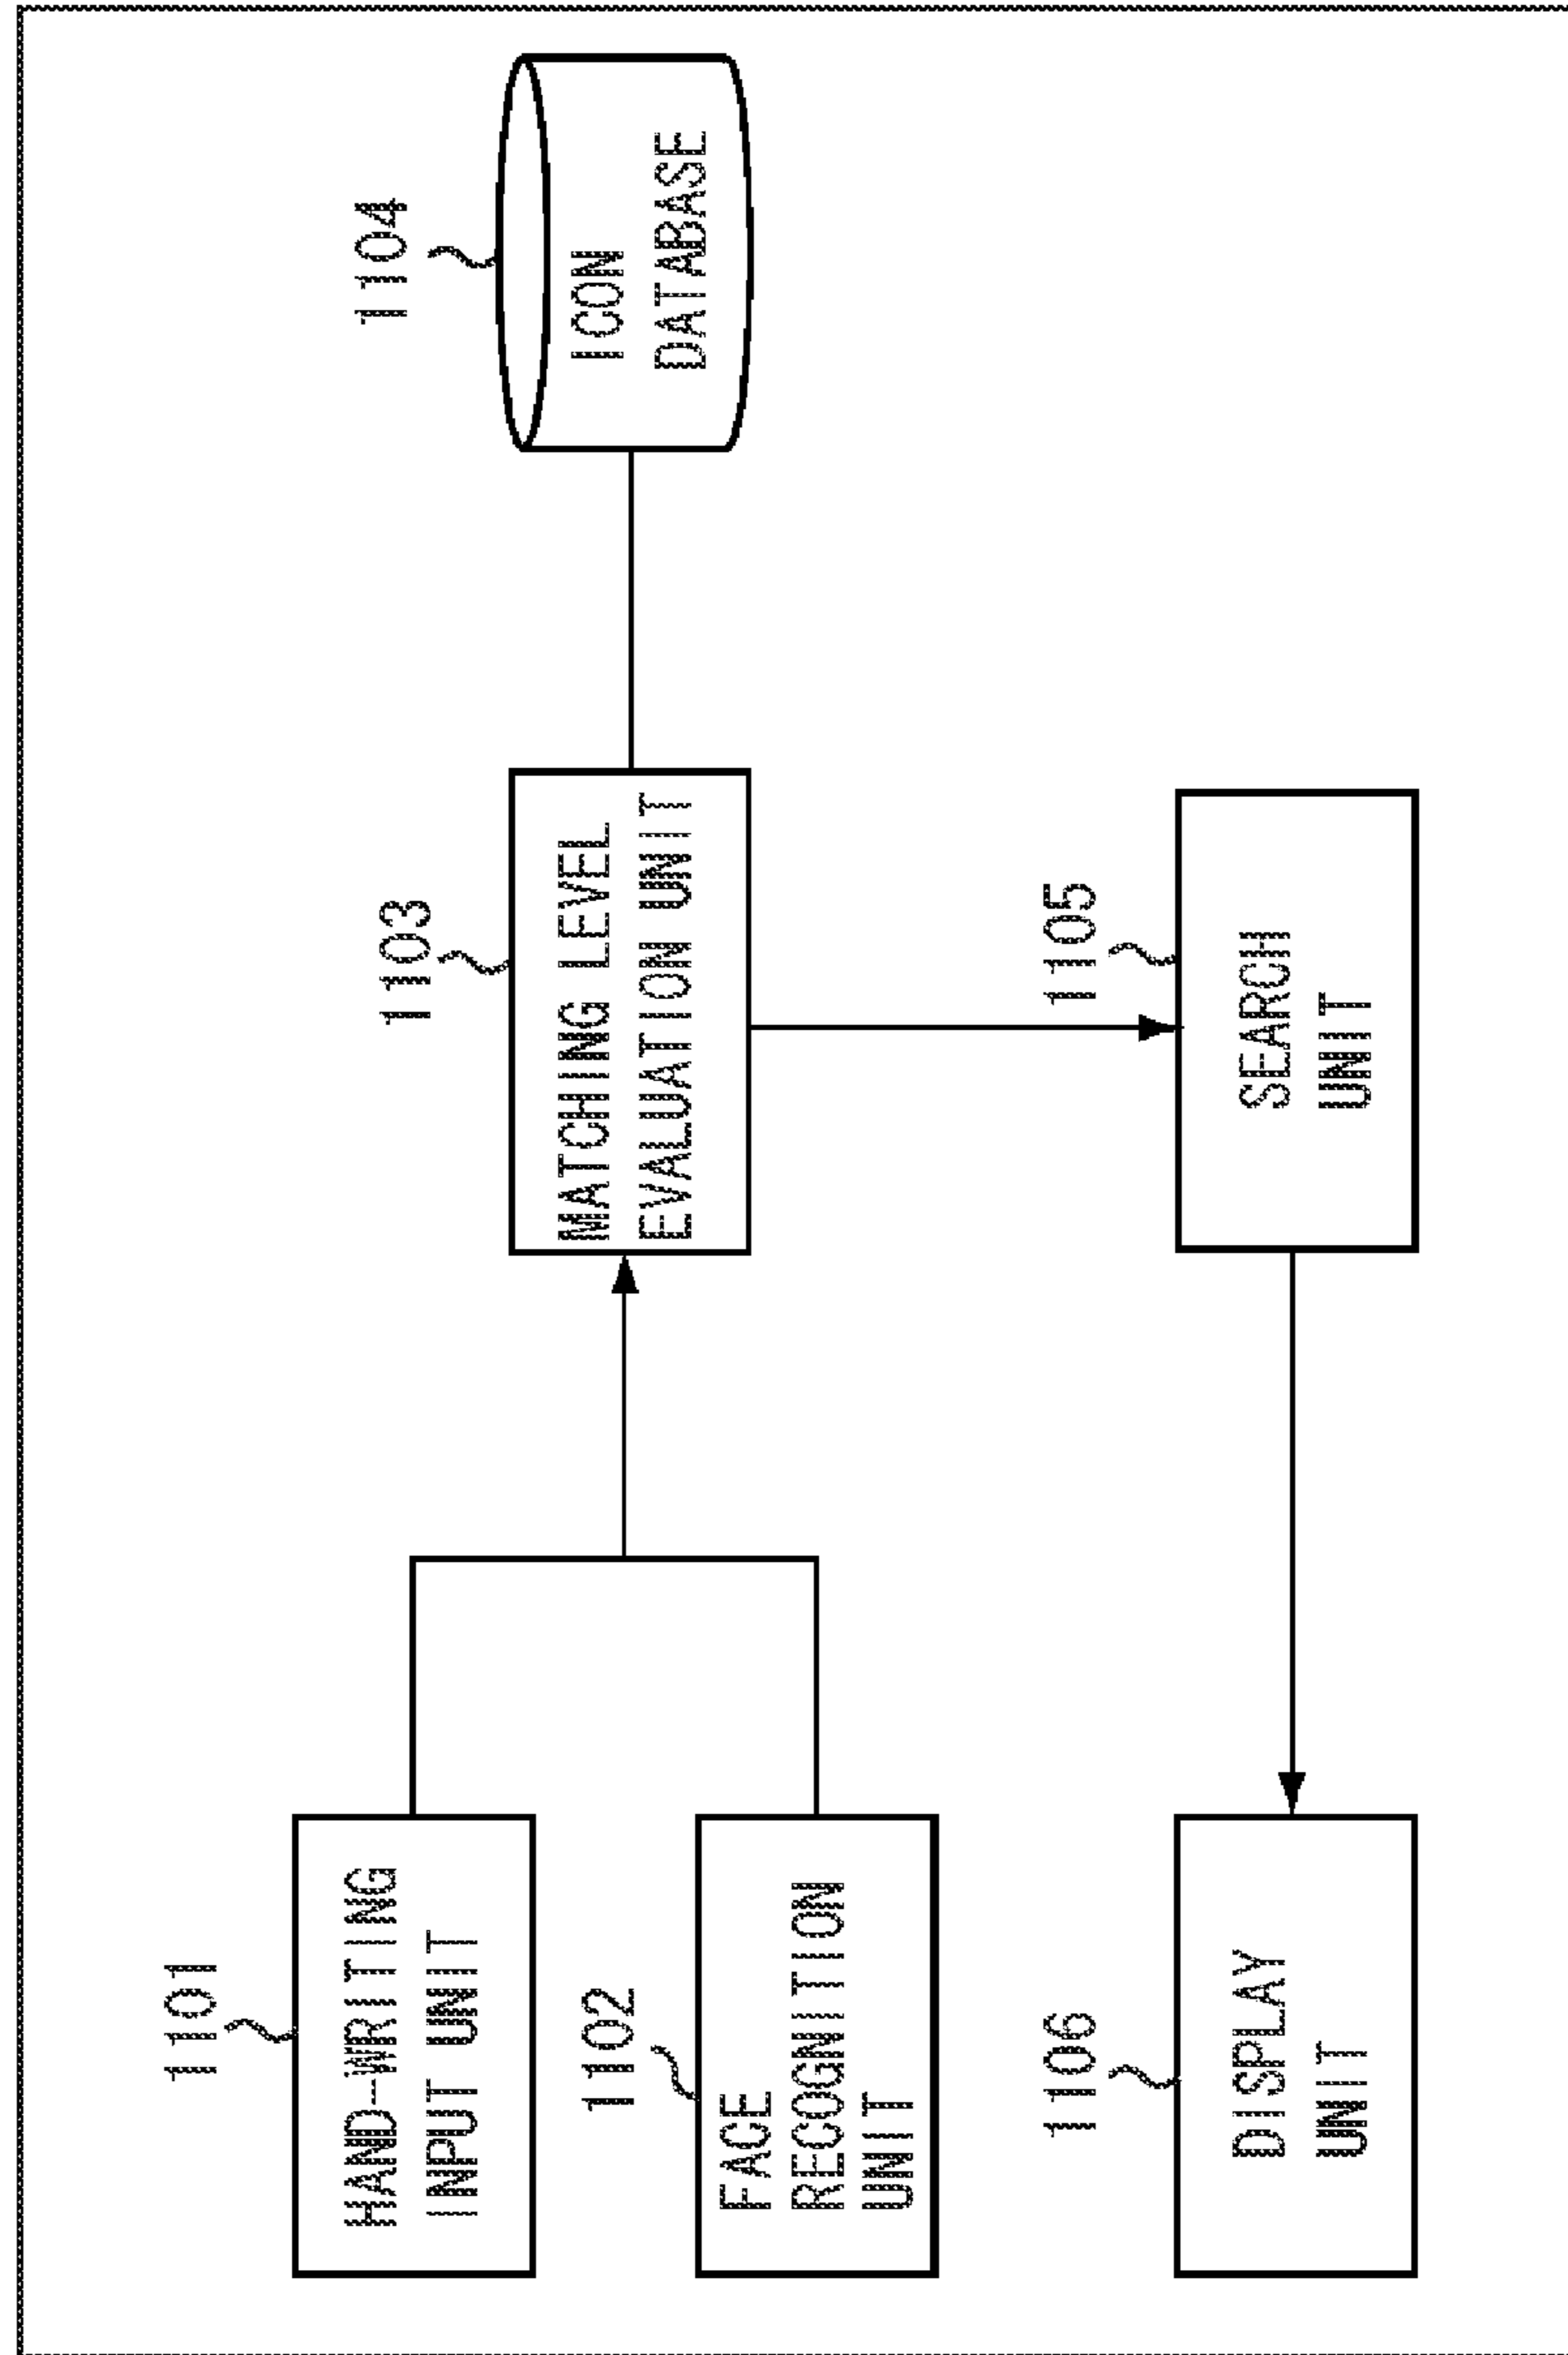 1101
HAND-WRITING
INPUT UNIT
1102
FACE
RECOGNITION
UNIT
1103
MATCHING LEVEL
EVALUATION UNIT
1104
ICON
DATABASE
1106
DISPLAY
UNIT
1105
SEARCH
UNIT